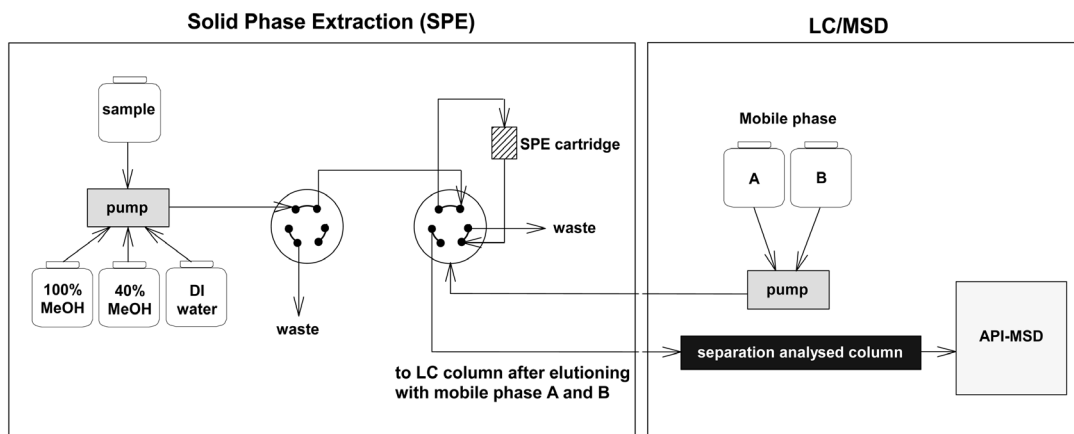 Solid Phase Extraction (SPE)
LC/MSD
sample
SPE cartridge
Mobile phase
A
B
pump
waste
100%
MeOH
40%
MeOH
DI
water
waste
pump
to LC column after elutioning
with mobile phase A and B
separation analysed column
API-MSD